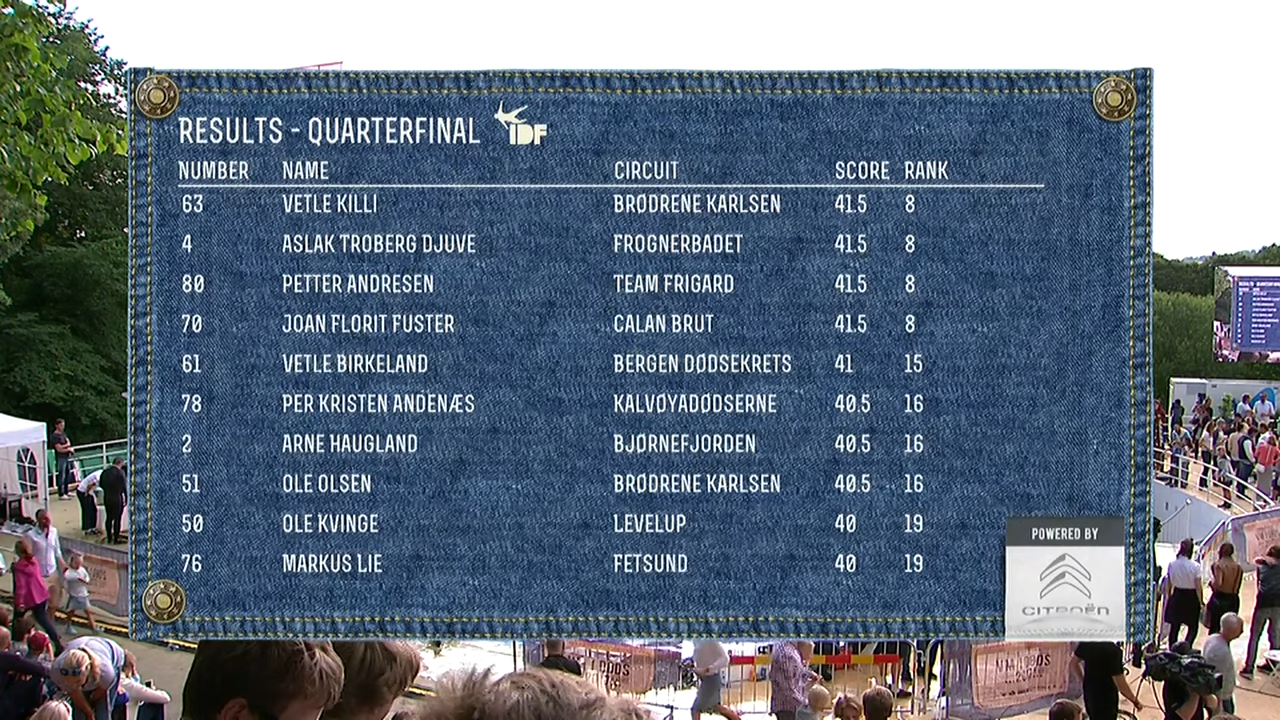 RESULTS - QUARTERFINAL IDF
NUMBER NAME CIRCUIT SCORE RANK
63 VETLE KILLI BRØDRENE KARLSEN 41.5 8
4 ASLAK TROBERG DJUVE FROGNERBADET 41.5 8
80 PETTER ANDRESEN TEAM FRIGARD 41.5 8
70 JOAN FLORIT FUSTER CALAN BRUT 41.5 8
61 VETLE BIRKELAND BERGEN DØDSEKRETS 41 15
78 PER KRISTEN ANDENÆS KALVØYADØDSERNE 40.5 16
2 ARNE HAUGLAND BJØRNEFJORDEN 40.5 16
51 OLE OLSEN BRØDRENE KARLSEN 40.5 16
50 OLE KVINGE LEVELUP 40 19
76 MARKUS LIE FETSUND 40 19
POWERED BY
CITROËN